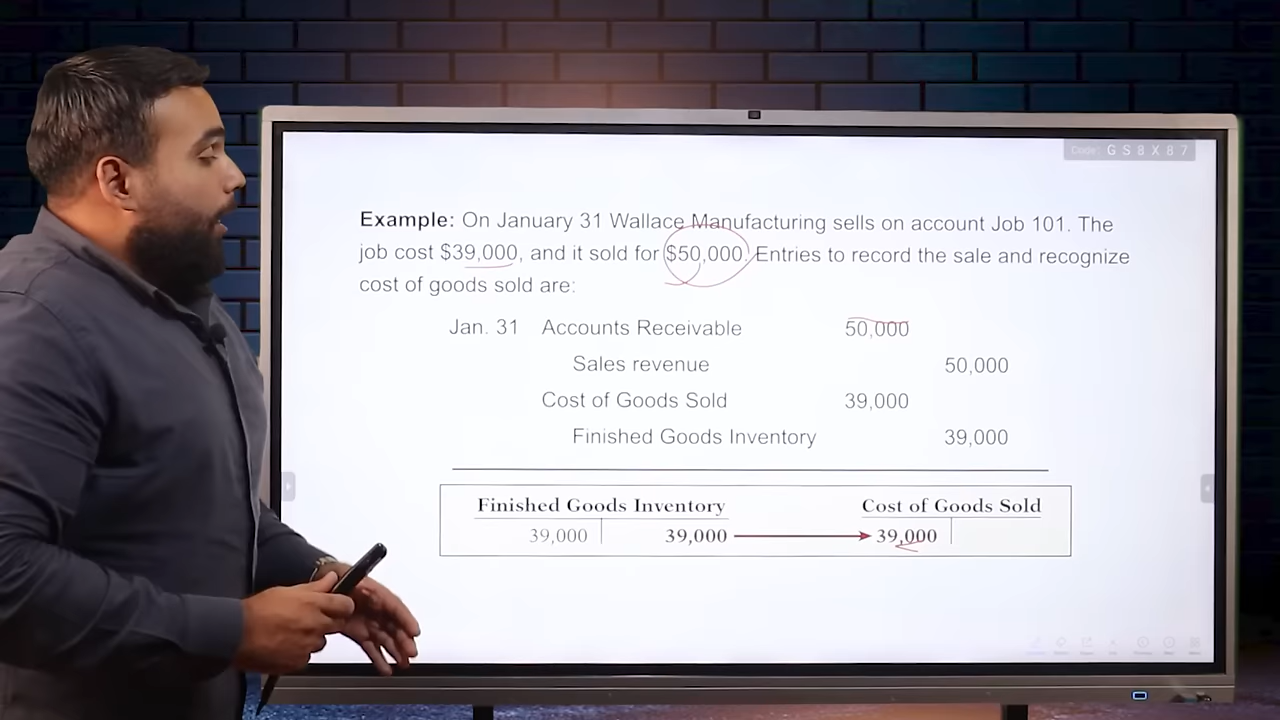 Code: G S 8 X 8 7
Example: On January 31 Wallace Manufacturing sells on account Job 101. The
job cost $39,000, and it sold for $50,000. Entries to record the sale and recognize
cost of goods sold are:
Jan. 31 Accounts Receivable 50,000
Sales revenue 50,000
Cost of Goods Sold 39,000
Finished Goods Inventory 39,000
Finished Goods Inventory Cost of Goods Sold
39,000 39,000 39,000